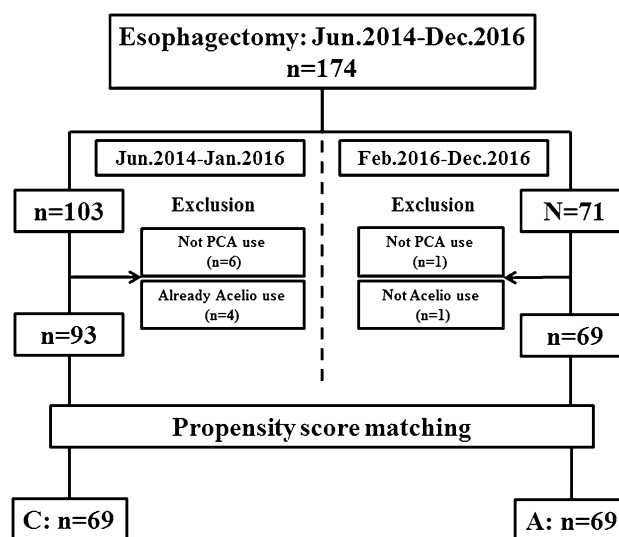 Esophagectomy: Jun.2014-Dec.2016
n=174
Jun.2014-Jan.2016
Feb.2016-Dec.2016
n=103
Exclusion
Exclusion
N=71
Not PCA use
(n=6)
Not PCA use
(n=1)
Already Acelio use
(n=4)
Not Acelio use
(n=1)
n=93
n=69
Propensity score matching
C: n=69
A: n=69